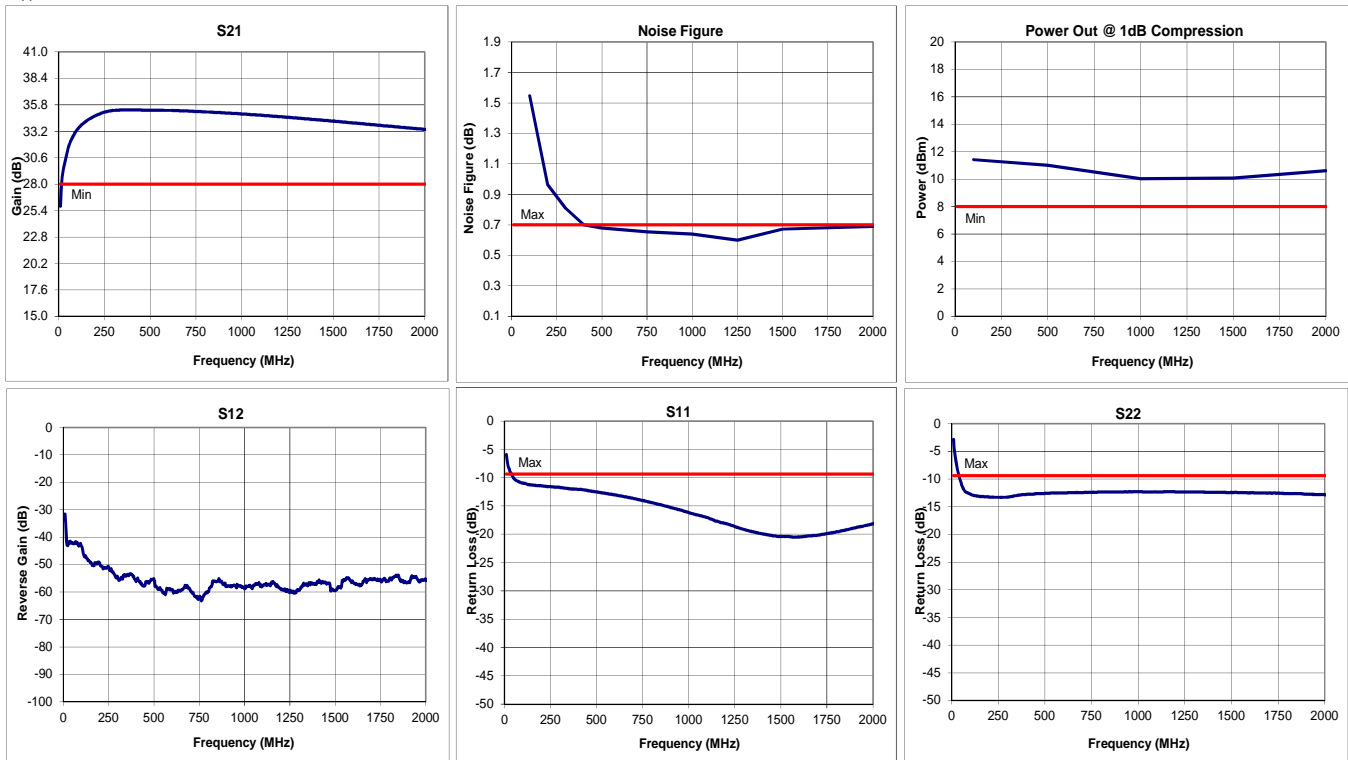 S21
Gain (dB)
41.0
38.4
35.8
33.2
30.6
28.0
25.4
22.8
20.2
17.6
15.0
Min
0 250 500 750 1000 1250 1500 1750 2000
Frequency (MHz)
Noise Figure
Noise Figure (dB)
1.9
1.7
1.5
1.3
1.1
0.9
0.7
0.5
0.3
0.1
Max
0 250 500 750 1000 1250 1500 1750 2000
Frequency (MHz)
Power Out @ 1dB Compression
Power (dBm)
20
18
16
14
12
10
8
6
4
2
0
Min
0 250 500 750 1000 1250 1500 1750 2000
Frequency (MHz)
S12
Reverse Gain (dB)
0
-10
-20
-30
-40
-50
-60
-70
-80
-90
-100
0 250 500 750 1000 1250 1500 1750 2000
Frequency (MHz)
S11
Return Loss (dB)
0
-5
-10
-15
-20
-25
-30
-35
-40
-45
-50
Max
0 250 500 750 1000 1250 1500 1750 2000
Frequency (MHz)
S22
Return Loss (dB)
0
-5
-10
-15
-20
-25
-30
-35
-40
-45
-50
Max
0 250 500 750 1000 1250 1500 1750 2000
Frequency (MHz)